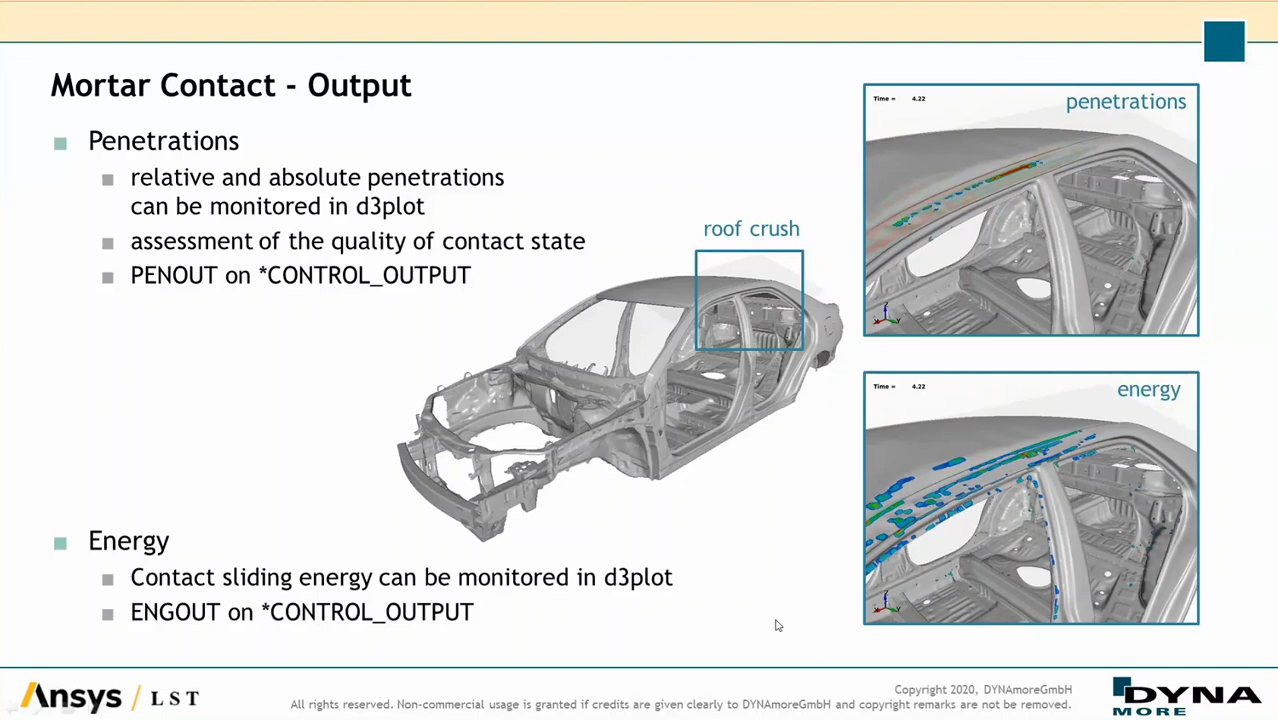 Mortar Contact - Output
Penetrations
relative and absolute penetrations
can be monitored in d3plot
assessment of the quality of contact state
PENOUT on *CONTROL_OUTPUT
roof crush
Time = 4.22
penetrations
Time = 4.22
energy
Energy
Contact sliding energy can be monitored in d3plot
ENGOUT on *CONTROL_OUTPUT
Ansys / LST
Copyright 2020, DYNAmoreGmbH
All rights reserved. Non-commercial usage is granted if credits are given clearly to DYNAmoreGmbH and copyright remarks are not removed.
DYNA
MORE